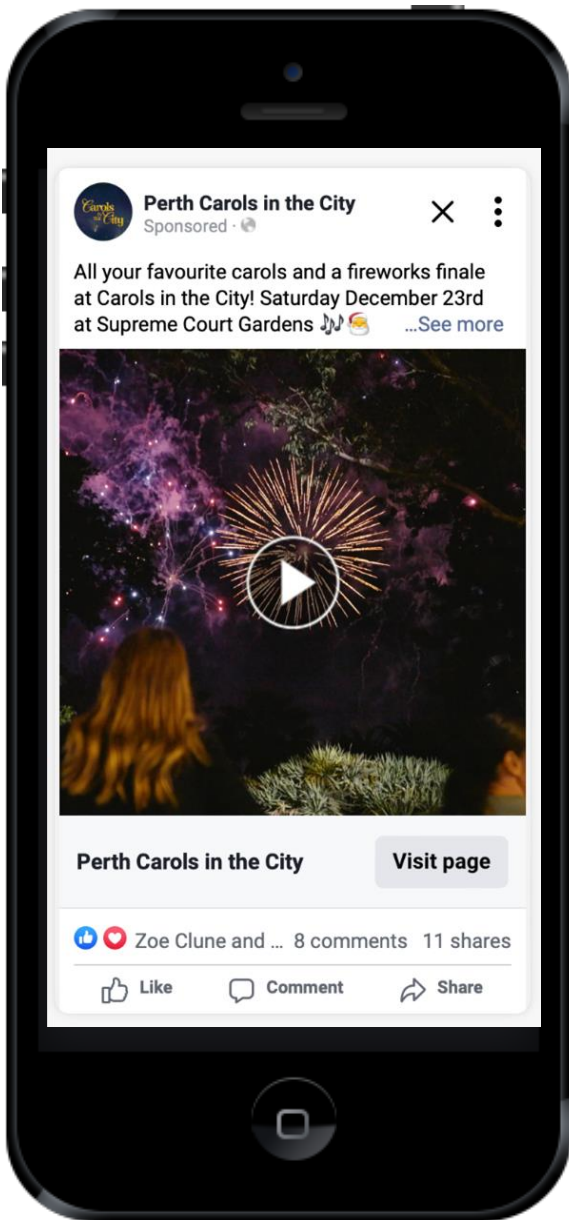 Carols
in the
City
Perth Carols in the City
Sponsored ·
All your favourite carols and a fireworks finale
at Carols in the City! Saturday December 23rd
at Supreme Court Gardens 🎶🎅 ...See more
Perth Carols in the City
Visit page
Zoe Clune and ... 8 comments 11 shares
Like Comment Share